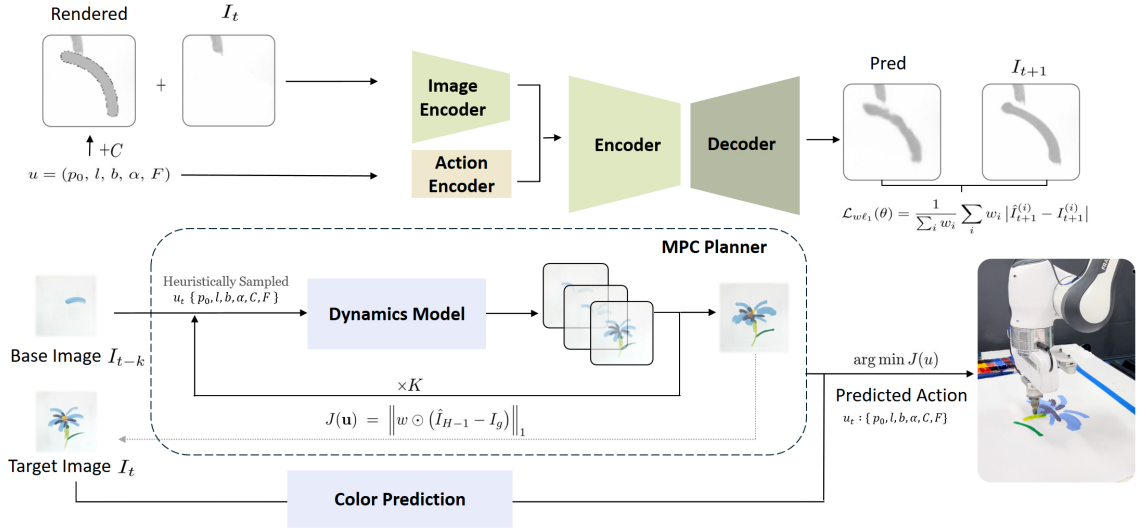 Rendered
I_t
+
+C
u = (p_0, l, b, α, F)
Image
Encoder
Action
Encoder
Encoder
Decoder
Pred
I_{t+1}
\mathcal{L}_{w\ell_1}(θ) = \frac{1}{\sum_i w_i} \sum_i w_i |\hat{I}_{t+1}^{(i)} − I_{t+1}^{(i)}|
MPC Planner
Heuristically Sampled
u_t { p_0, l, b, α, C, F }
Dynamics Model
×K
J(\mathbf{u}) = ‖w ⊙ (\hat{I}_{H−1} − I_g)‖_1
Base Image I_{t−k}
Target Image I_t
Color Prediction
arg min J(u)
Predicted Action
u_t : { p_0, l, b, α, C, F }